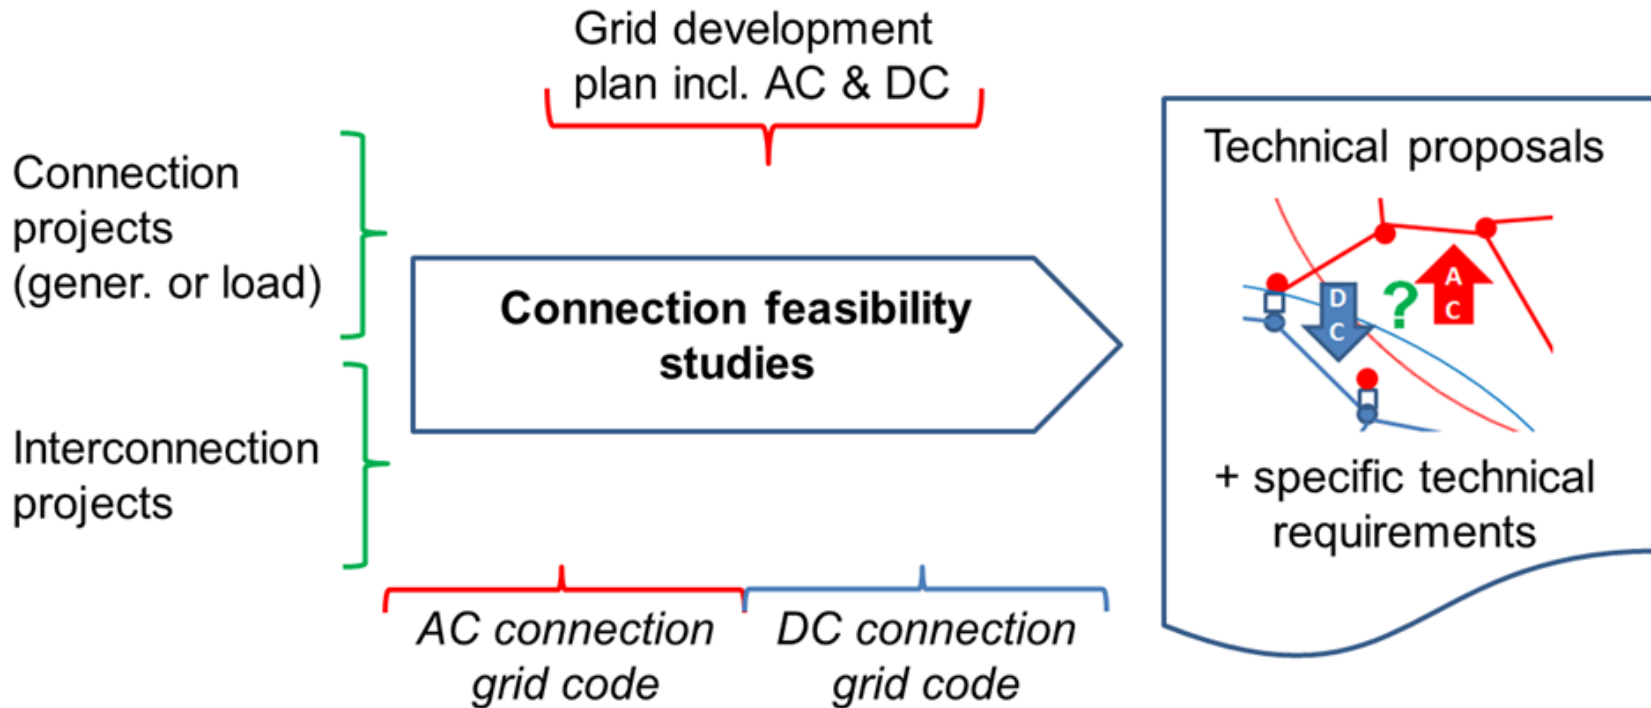 Grid development
plan incl. AC & DC
Connection
projects
(gener. or load)
Interconnection
projects
Connection feasibility
studies
AC connection
grid code
DC connection
grid code
Technical proposals
D
C
?
A
C
+ specific technical
requirements